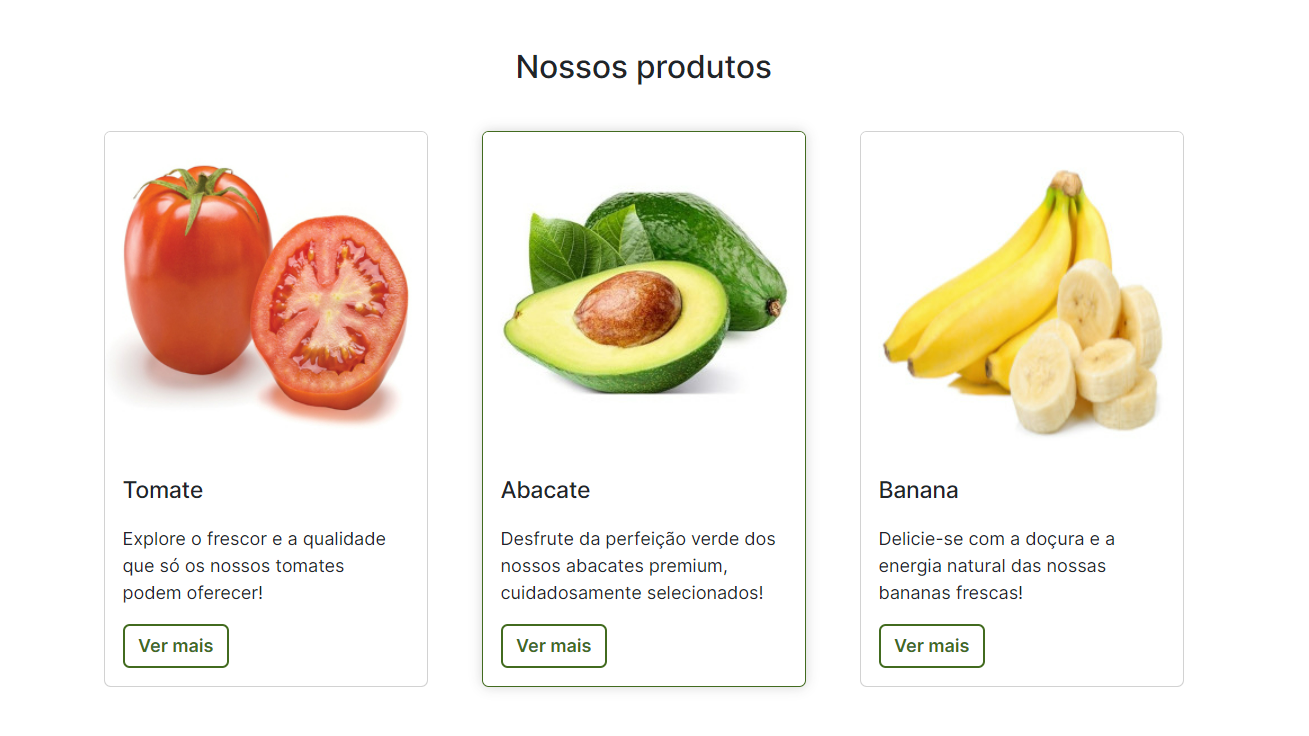 Nossos produtos
Tomate
Explore o frescor e a qualidade
que só os nossos tomates
podem oferecer!
Ver mais
Abacate
Desfrute da perfeição verde dos
nossos abacates premium,
cuidadosamente selecionados!
Ver mais
Banana
Delicie-se com a doçura e a
energia natural das nossas
bananas frescas!
Ver mais